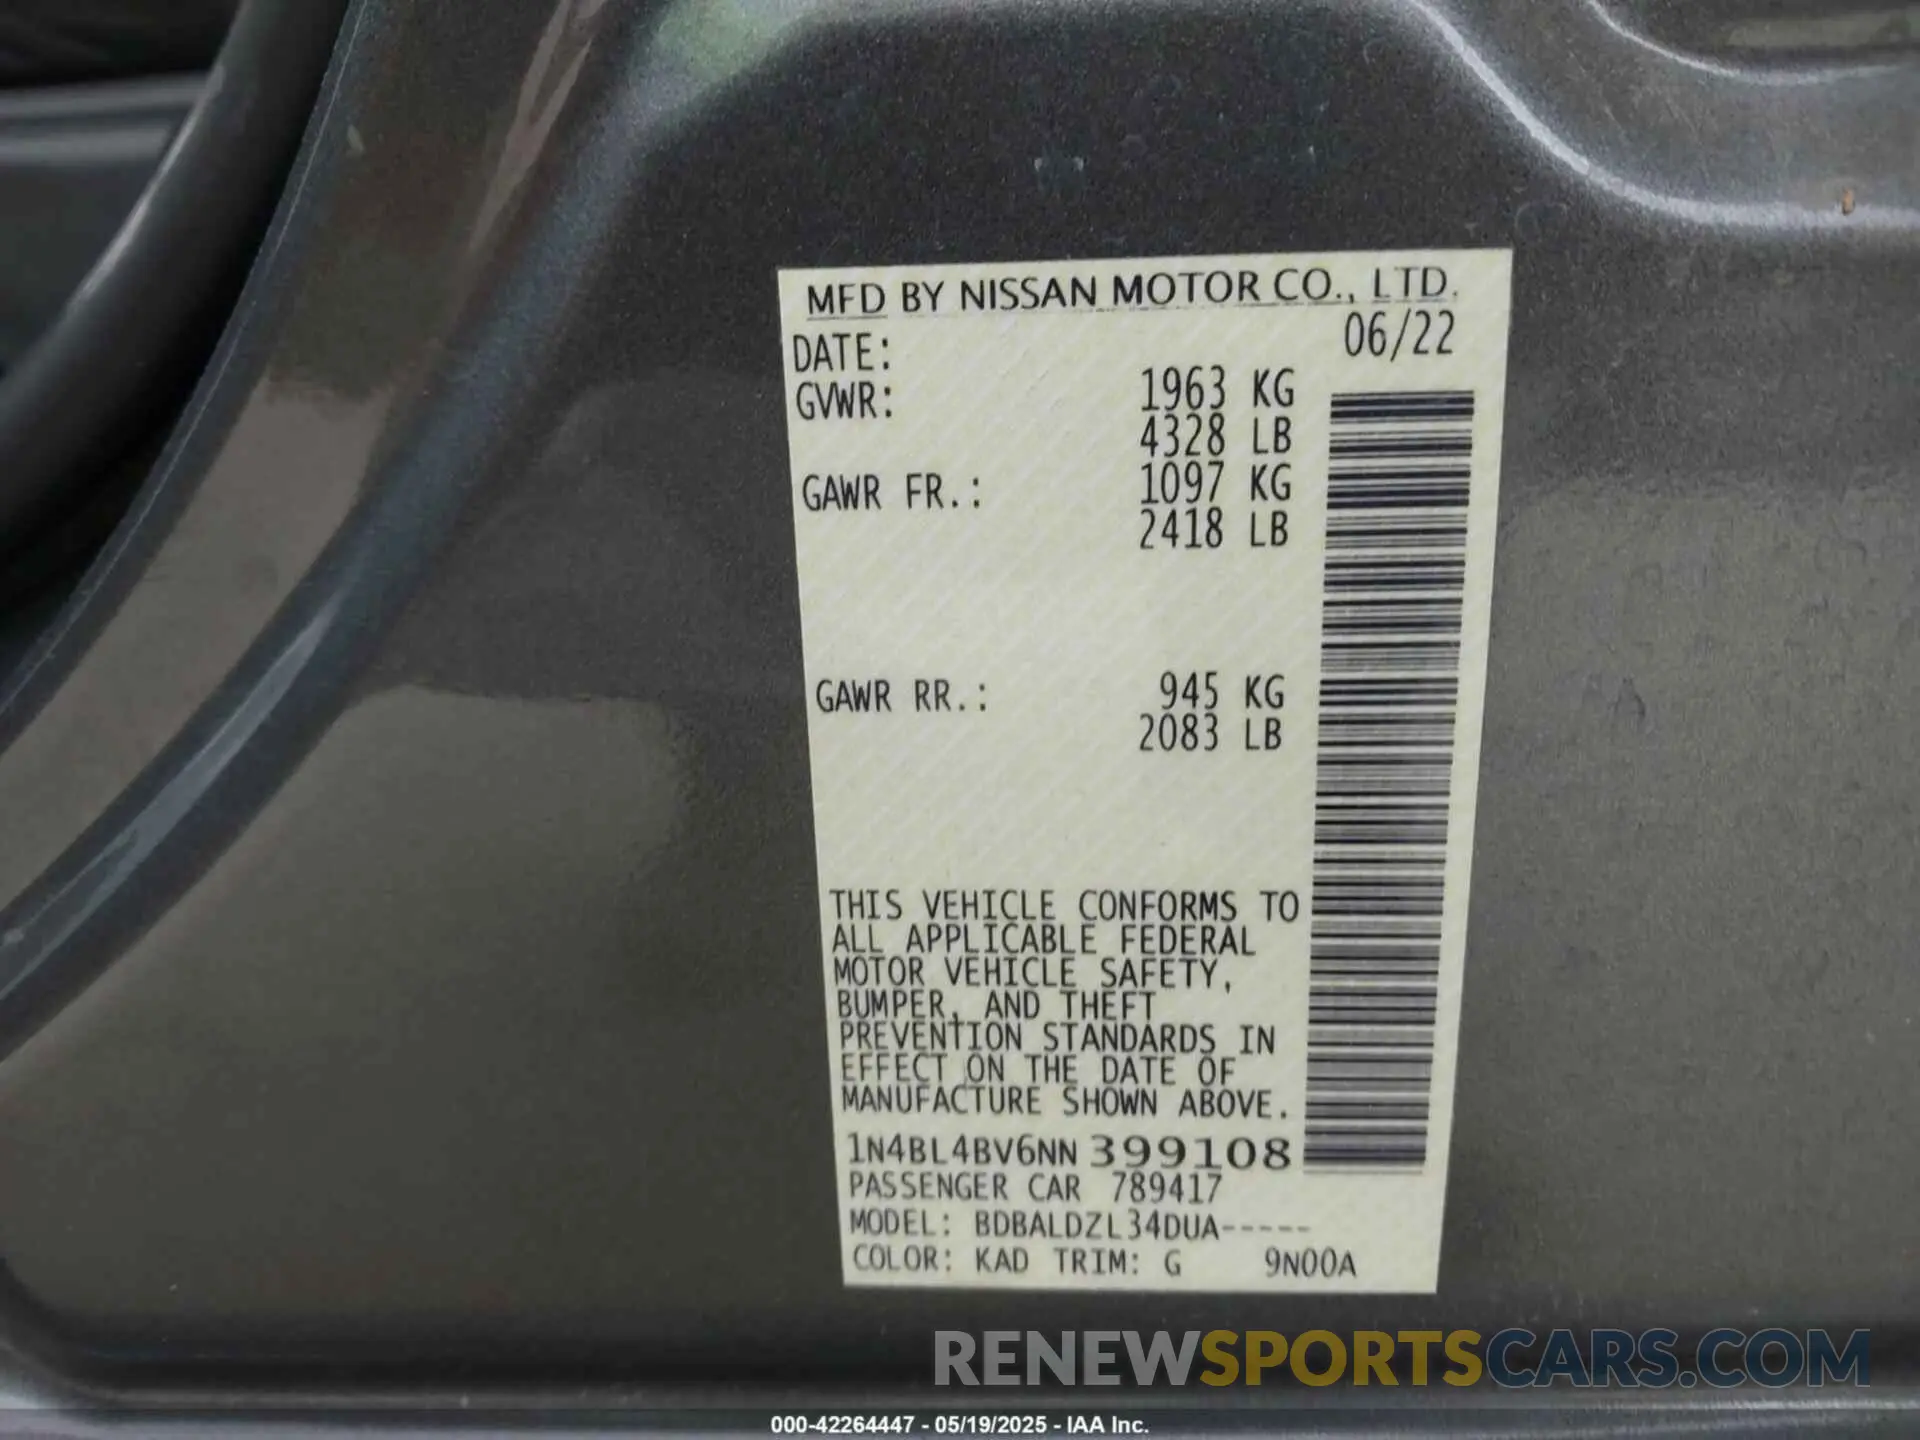 MFD BY NISSAN MOTOR CO., LTD.
DATE: 06/22
GVWR: 1963 KG
4328 LB
GAWR FR.: 1097 KG
2418 LB
GAWR RR.: 945 KG
2083 LB
THIS VEHICLE CONFORMS TO
ALL APPLICABLE FEDERAL
MOTOR VEHICLE SAFETY,
BUMPER, AND THEFT
PREVENTION STANDARDS IN
EFFECT ON THE DATE OF
MANUFACTURE SHOWN ABOVE.
1N4BL4BV6NN399108
PASSENGER CAR 789417
MODEL: BDBALDZL34DUA-----
COLOR: KAD TRIM: G 9N00A
RENEWSPORTSCARS.COM
000-42264447 - 05/19/2025 - IAA Inc.